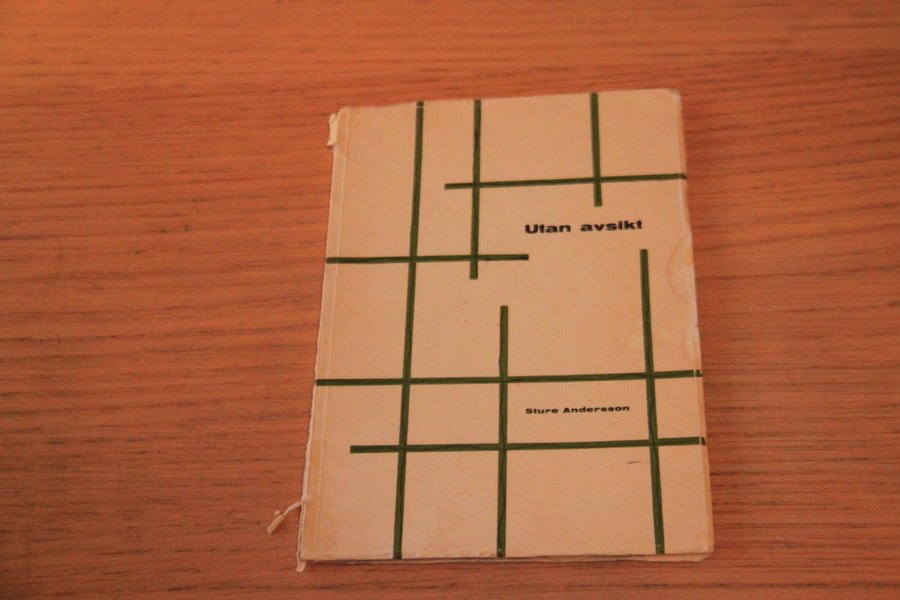 Utan avsikt
Sture Andersson